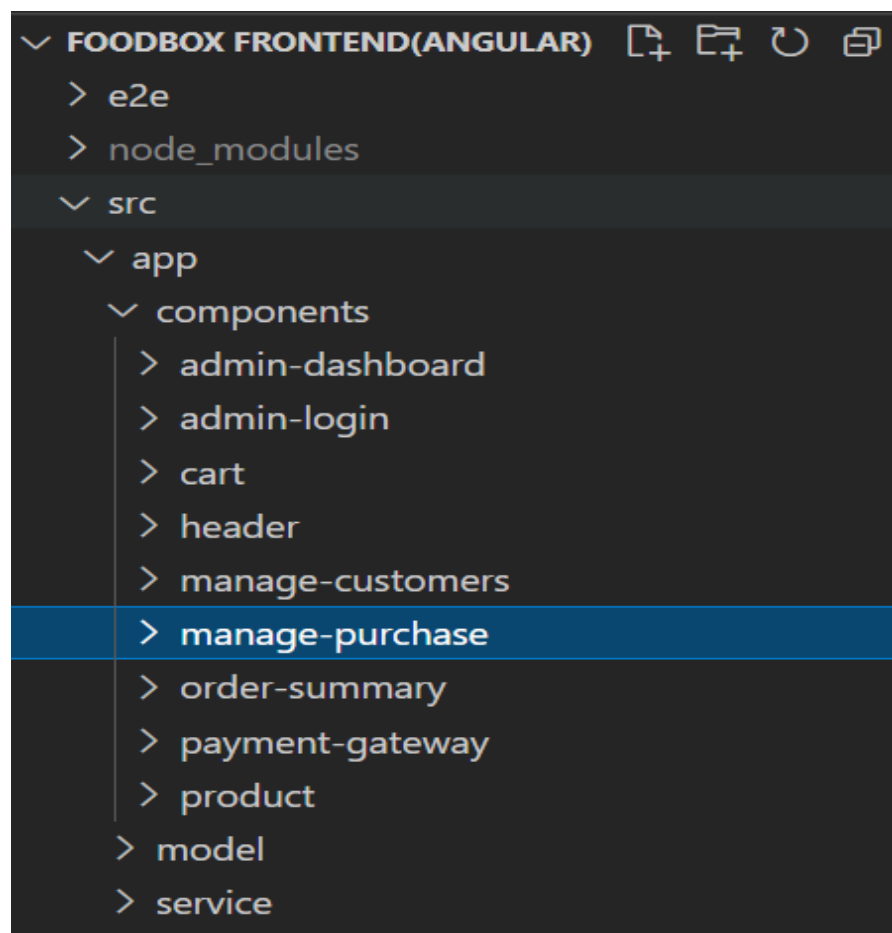 FOODBOX FRONTEND(ANGULAR)
e2e
node_modules
src
app
components
admin-dashboard
admin-login
cart
header
manage-customers
manage-purchase
order-summary
payment-gateway
product
model
service